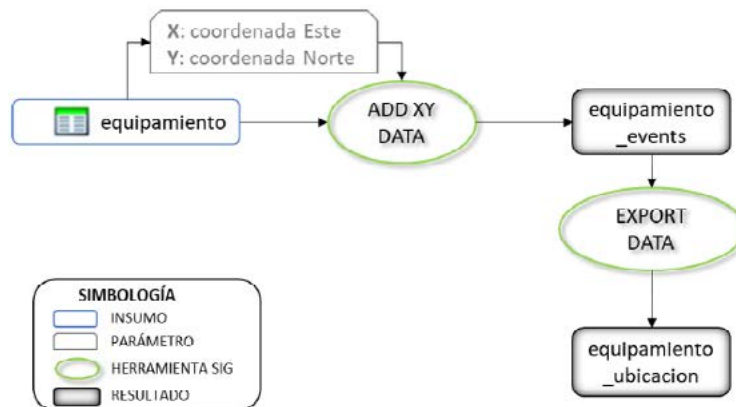 X: coordenada Este
Y: coordenada Norte
equipamiento
ADD XY
DATA
equipamiento
_events
EXPORT
DATA
equipamiento
_ubicacion
SIMBOLOGÍA
INSUMO
PARÁMETRO
HERRAMIENTA SIG
RESULTADO